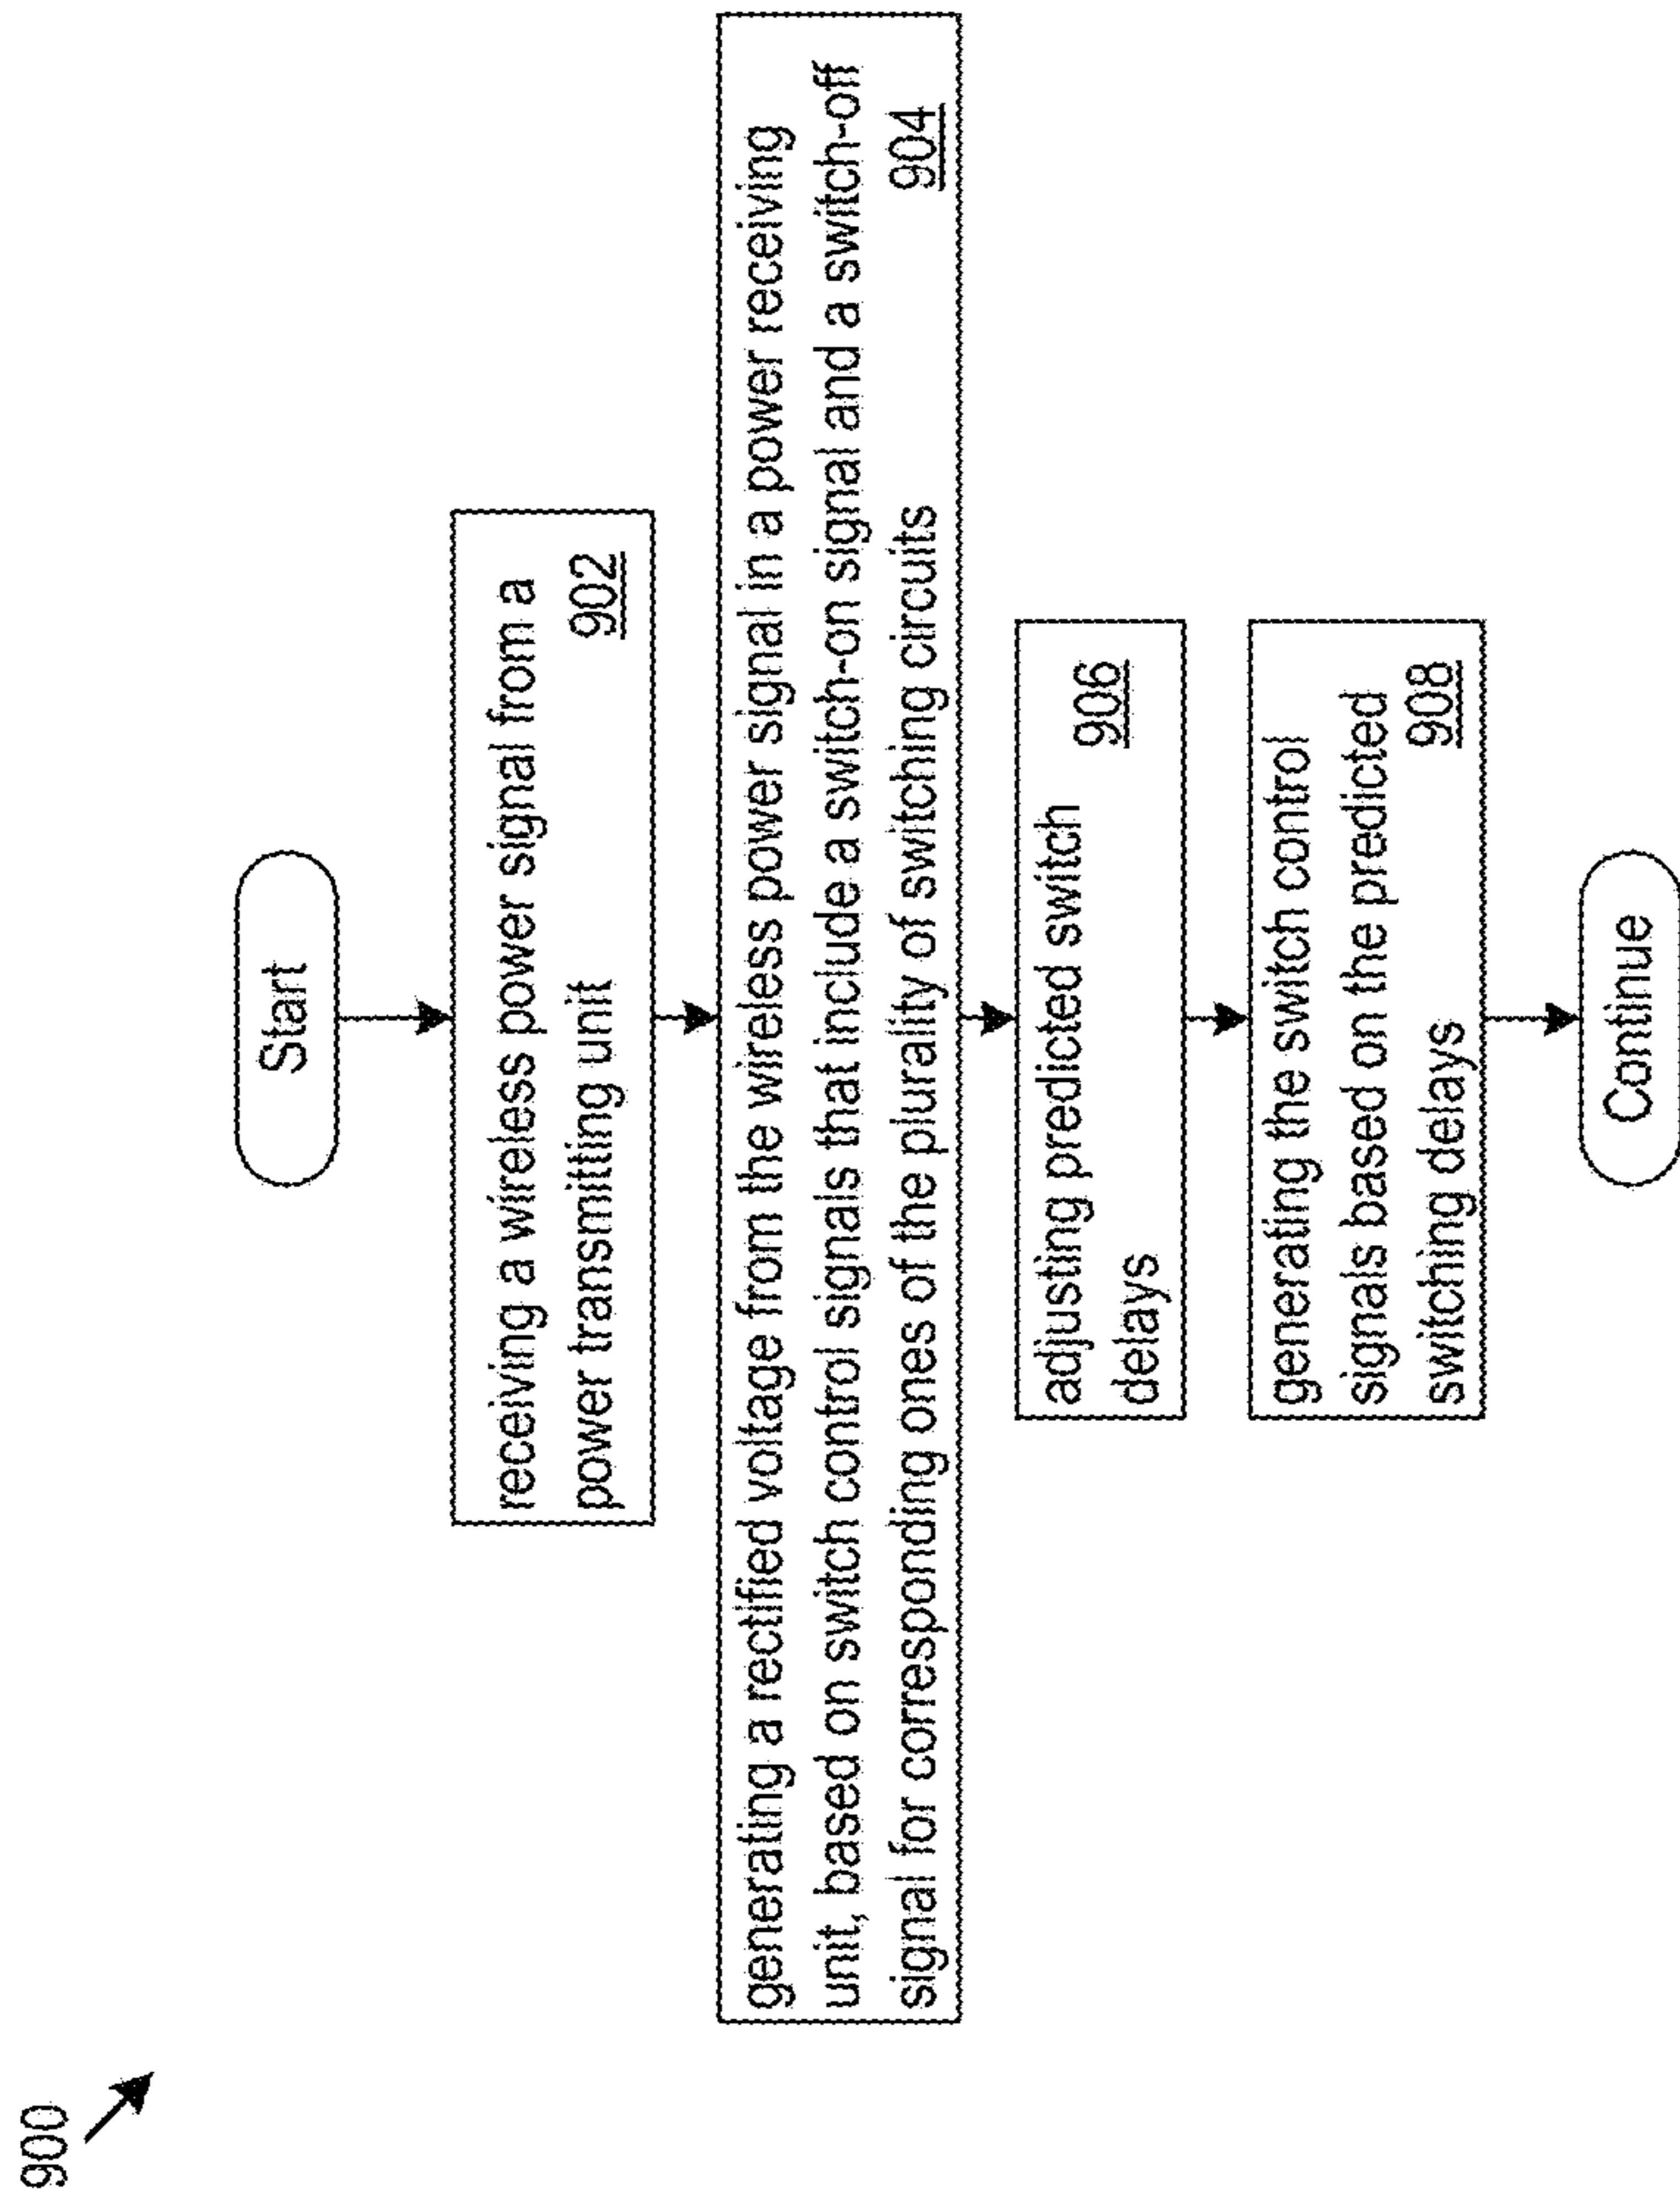 900
Start
receiving a wireless power signal from a
power transmitting unit 902
generating a rectified voltage from the wireless power signal in a power receiving
unit, based on switch control signals that include a switch-on signal and a switch-off
signal for corresponding ones of the plurality of switching circuits 904
adjusting predicted switch
delays 906
generating the switch control
signals based on the predicted
switching delays 908
Continue